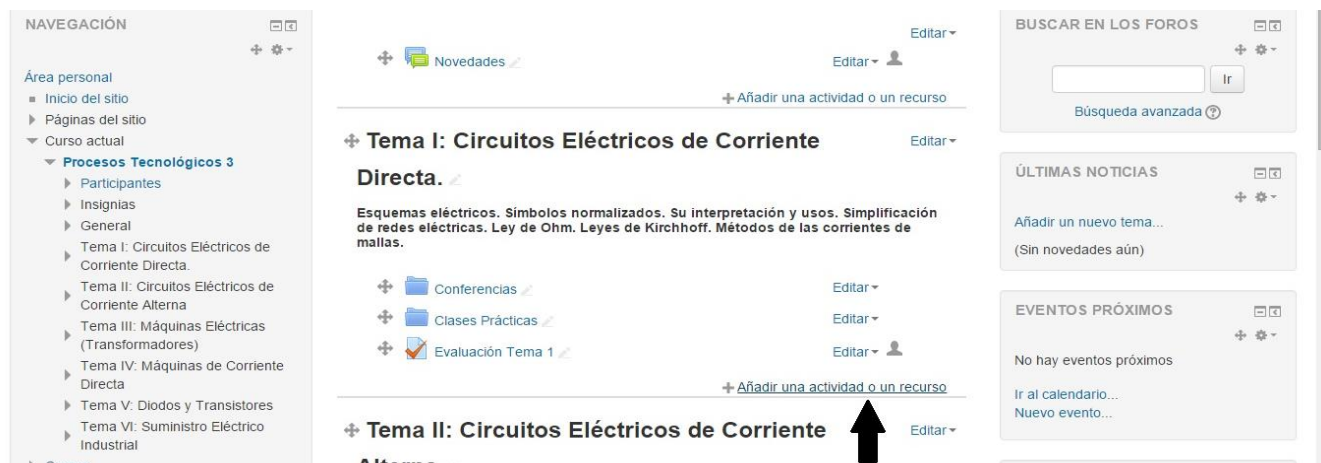 NAVEGACIÓN
Área personal
Inicio del sitio
Páginas del sitio
Curso actual
Procesos Tecnológicos 3
Participantes
Insignias
General
Tema I: Circuitos Eléctricos de
Corriente Directa.
Tema II: Circuitos Eléctricos de
Corriente Alterna
Tema III: Máquinas Eléctricas
(Transformadores)
Tema IV: Máquinas de Corriente
Directa
Tema V: Diodos y Transistores
Tema VI: Suministro Eléctrico
Industrial
Editar
Novedades Editar
Añadir una actividad o un recurso
Tema I: Circuitos Eléctricos de Corriente Editar
Directa.
Esquemas eléctricos. Símbolos normalizados. Su interpretación y usos. Simplificación
de redes eléctricas. Ley de Ohm. Leyes de Kirchhoff. Métodos de las corrientes de
mallas.
Conferencias Editar
Clases Prácticas Editar
Evaluación Tema 1 Editar
Añadir una actividad o un recurso
Tema II: Circuitos Eléctricos de Corriente Editar
BUSCAR EN LOS FOROS
Ir
Búsqueda avanzada
ÚLTIMAS NOTICIAS
Añadir un nuevo tema...
(Sin novedades aún)
EVENTOS PRÓXIMOS
No hay eventos próximos
Ir al calendario...
Nuevo evento...